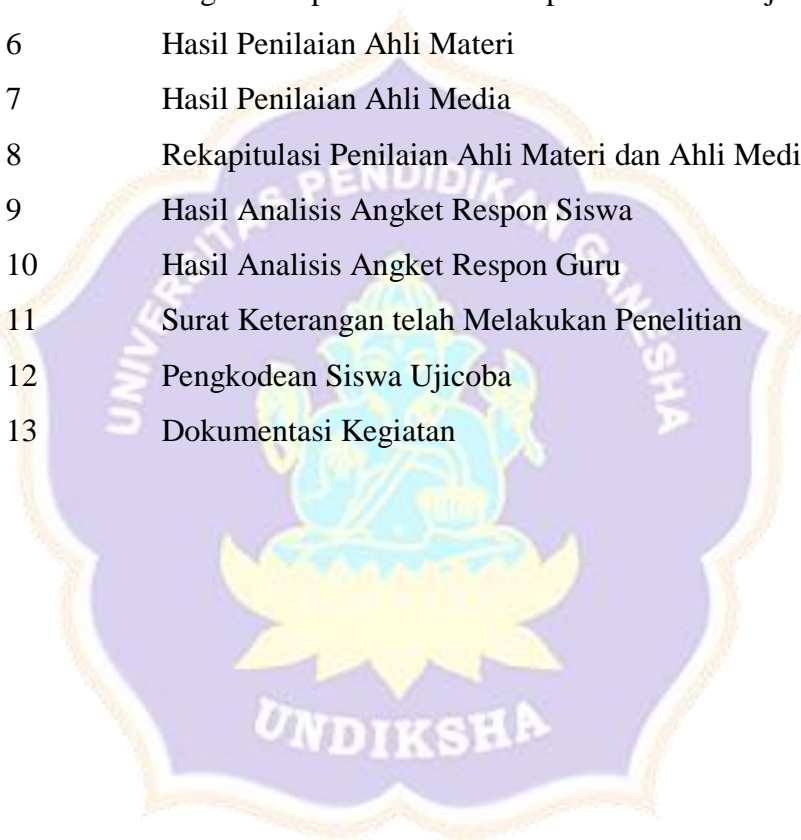 6 Hasil Penilaian Ahli Materi
7 Hasil Penilaian Ahli Media
8 Rekapitulasi Penilaian Ahli Materi dan Ahli Medi
9 Hasil Analisis Angket Respon Siswa
10 Hasil Analisis Angket Respon Guru
11 Surat Keterangan telah Melakukan Penelitian
12 Pengkodean Siswa Ujicoba
13 Dokumentasi Kegiatan
UNIVERSITAS PENDIDIKAN GANESHA
UNDIKSHA